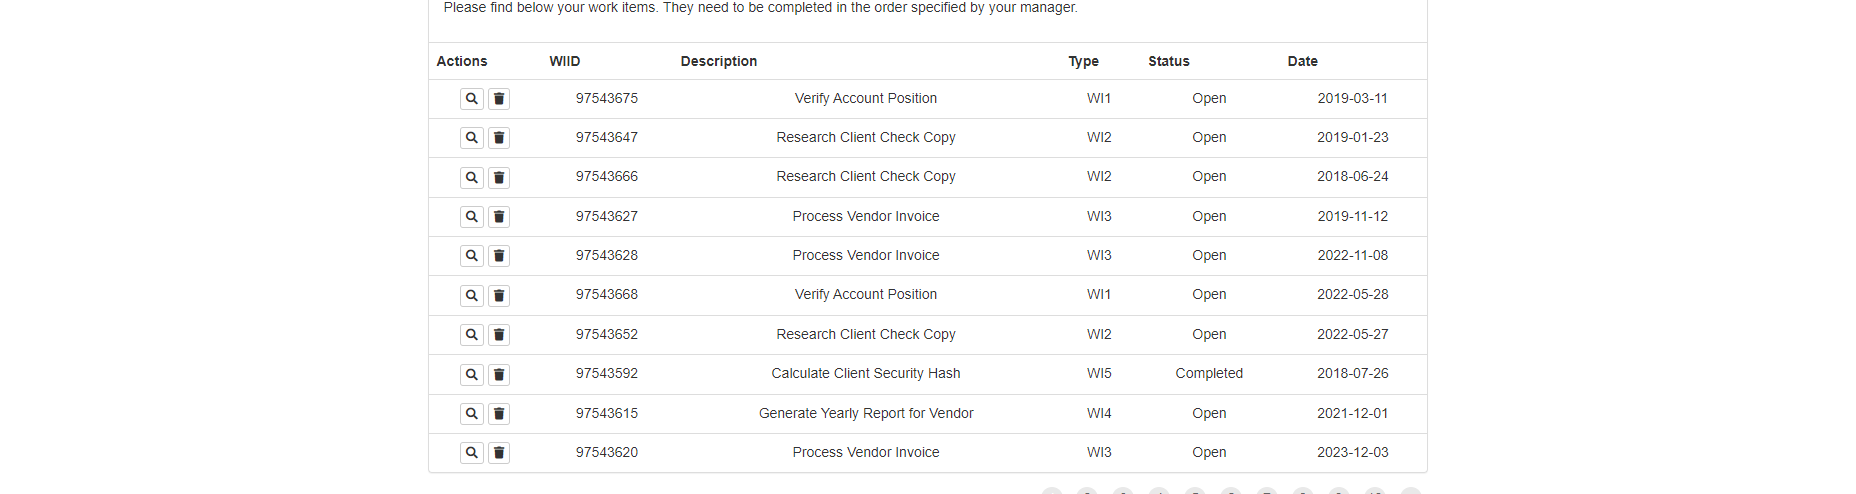 Please find below your work items. They need to be completed in the order specified by your manager.
Actions WIID Description Type Status Date
97543675 Verify Account Position WI1 Open 2019-03-11
97543647 Research Client Check Copy WI2 Open 2019-01-23
97543666 Research Client Check Copy WI2 Open 2018-06-24
97543627 Process Vendor Invoice WI3 Open 2019-11-12
97543628 Process Vendor Invoice WI3 Open 2022-11-08
97543668 Verify Account Position WI1 Open 2022-05-28
97543652 Research Client Check Copy WI2 Open 2022-05-27
97543592 Calculate Client Security Hash WI5 Completed 2018-07-26
97543615 Generate Yearly Report for Vendor WI4 Open 2021-12-01
97543620 Process Vendor Invoice WI3 Open 2023-12-03